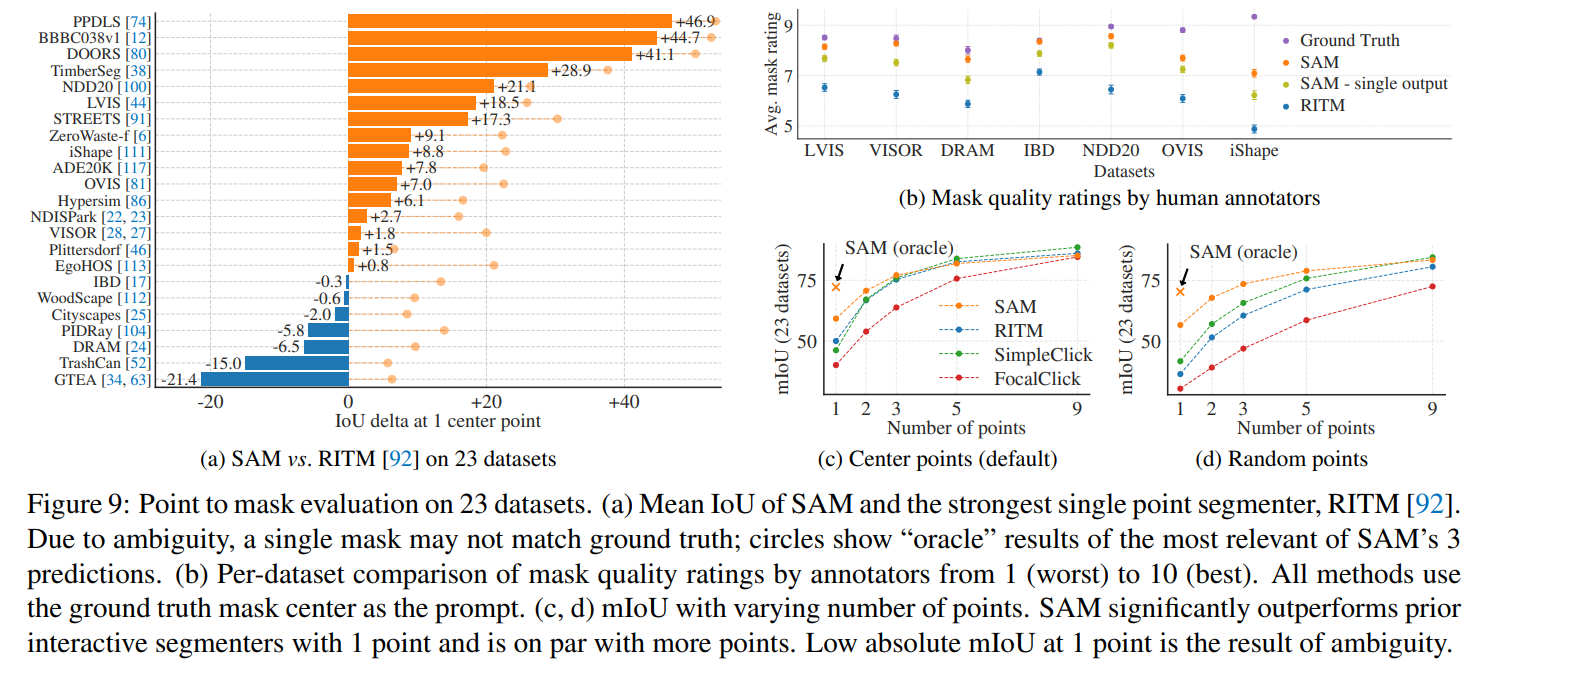 PPDLS [74] +46.9
BBBC038v1 [12] +44.7
DOORS [80] +41.1
TimberSeg [38] +28.9
NDD20 [100] +21.1
LVIS [44] +18.5
STREETS [91] +17.3
ZeroWaste-f [6] +9.1
iShape [111] +8.8
ADE20K [117] +7.8
OVIS [81] +7.0
Hypersim [86] +6.1
NDISPark [22, 23] +2.7
VISOR [28, 27] +1.8
Plittersdorf [46] +1.5
EgoHOS [113] +0.8
IBD [17] -0.3
WoodScape [112] -0.6
Cityscapes [25] -2.0
PIDRay [104] -5.8
DRAM [24] -6.5
TrashCan [52] -15.0
GTEA [34, 63] -21.4
-20 0 +20 +40
IoU delta at 1 center point
(a) SAM vs. RITM [92] on 23 datasets
Avg. mask rating
9
7
5
Ground Truth
SAM
SAM - single output
RITM
LVIS VISOR DRAM IBD NDD20 OVIS iShape
Datasets
(b) Mask quality ratings by human annotators
mIoU (23 datasets)
75
50
SAM (oracle)
SAM
RITM
SimpleClick
FocalClick
1 2 3 5 9
Number of points
(c) Center points (default)
mIoU (23 datasets)
75
50
SAM (oracle)
1 2 3 5 9
Number of points
(d) Random points
Figure 9: Point to mask evaluation on 23 datasets. (a) Mean IoU of SAM and the strongest single point segmenter, RITM [92].
Due to ambiguity, a single mask may not match ground truth; circles show “oracle” results of the most relevant of SAM’s 3
predictions. (b) Per-dataset comparison of mask quality ratings by annotators from 1 (worst) to 10 (best). All methods use
the ground truth mask center as the prompt. (c, d) mIoU with varying number of points. SAM significantly outperforms prior
interactive segmenters with 1 point and is on par with more points. Low absolute mIoU at 1 point is the result of ambiguity.